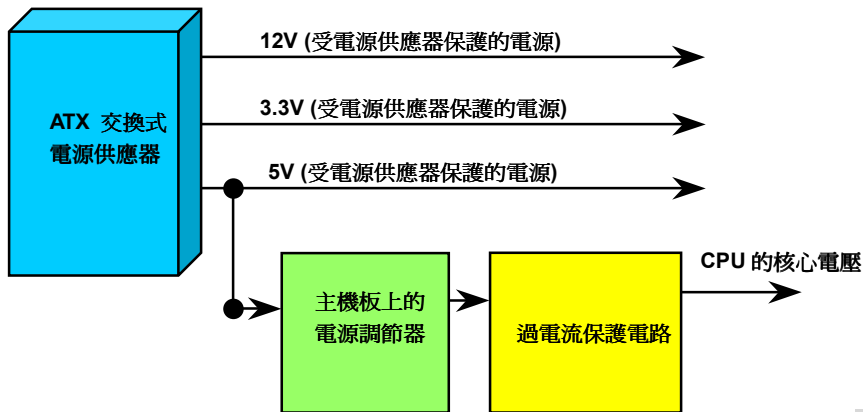 12V (受電源供應器保護的電源)
3.3V (受電源供應器保護的電源)
ATX 交換式
電源供應器
5V (受電源供應器保護的電源)
CPU 的核心電壓
主機板上的
電源調節器
過電流保護電路